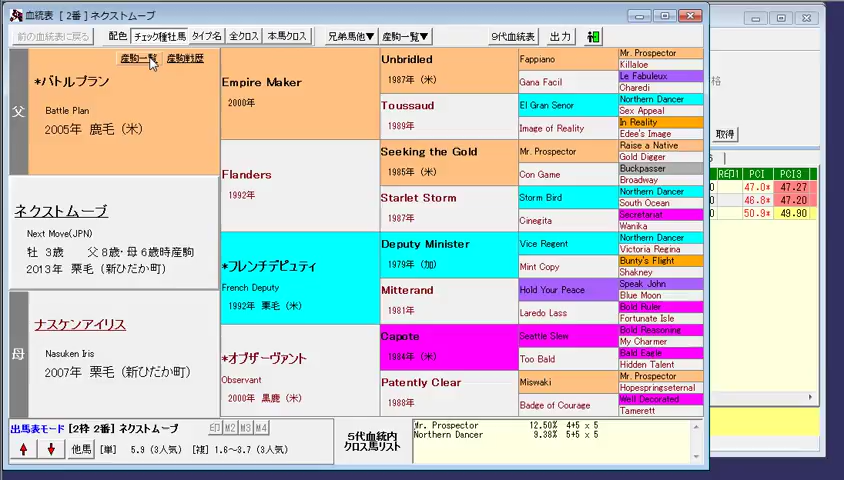 血統表 [ 2番 ] ネクストムーブ
前の血統表に戻る 配色 チェック種牡馬 タイプ名 全クロス 本馬クロス 兄弟馬他▼ 産駒一覧▼ 9代血統表 出力
父
産駒一覧 産駒戦歴
*バトルプラン
Battle Plan
2005年 鹿毛 (米)
ネクストムーブ
Next Move(JPN)
牡 3歳 父8歳・母6歳時産駒
2013年 栗毛 (新ひだか町)
母
ナスケンアイリス
Nasuken Iris
2007年 栗毛 (新ひだか町)
Empire Maker
2000年
Flanders
1992年
*フレンチデピュティ
French Deputy
1992年 栗毛 (米)
*オブザーヴァント
Observant
2000年 黒鹿 (米)
Unbridled
1987年 (米)
Toussaud
1989年
Seeking the Gold
1985年 (米)
Starlet Storm
1987年
Deputy Minister
1979年 (加)
Mitterand
1981年
Capote
1984年 (米)
Patently Clear
1988年
Fappiano
Gana Facil
El Gran Senor
Image of Reality
Mr. Prospector
Con Game
Storm Bird
Cinegita
Vice Regent
Mint Copy
Hold Your Peace
Laredo Lass
Seattle Slew
Too Bald
Miswaki
Badge of Courage
Mr. Prospector
Killaloe
Le Fabuleux
Charedi
Northern Dancer
Sex Appeal
In Reality
Edee's Image
Raise a Native
Gold Digger
Buckpasser
Broadway
Northern Dancer
South Ocean
Secretariat
Wanika
Northern Dancer
Victoria Regina
Bunty's Flight
Shakney
Speak John
Blue Moon
Bold Ruler
Fortunate Isle
Bold Reasoning
My Charmer
Bald Eagle
Hidden Talent
Mr. Prospector
Hopespringseternal
Well Decorated
Tamerett
出馬表モード [2枠 2番] ネクストムーブ 印 M2 M3 M4
他馬 [単] 5.9 (3人気) [複] 1.6～3.7 (3人気)
5代血統内
クロス馬リスト
Mr. Prospector 12.50% 4+5 x 5
Northern Dancer 9.38% 5+5 x 5
格
取得
PCI PCI3
47.0* 47.27
46.8* 47.20
50.9* 49.90